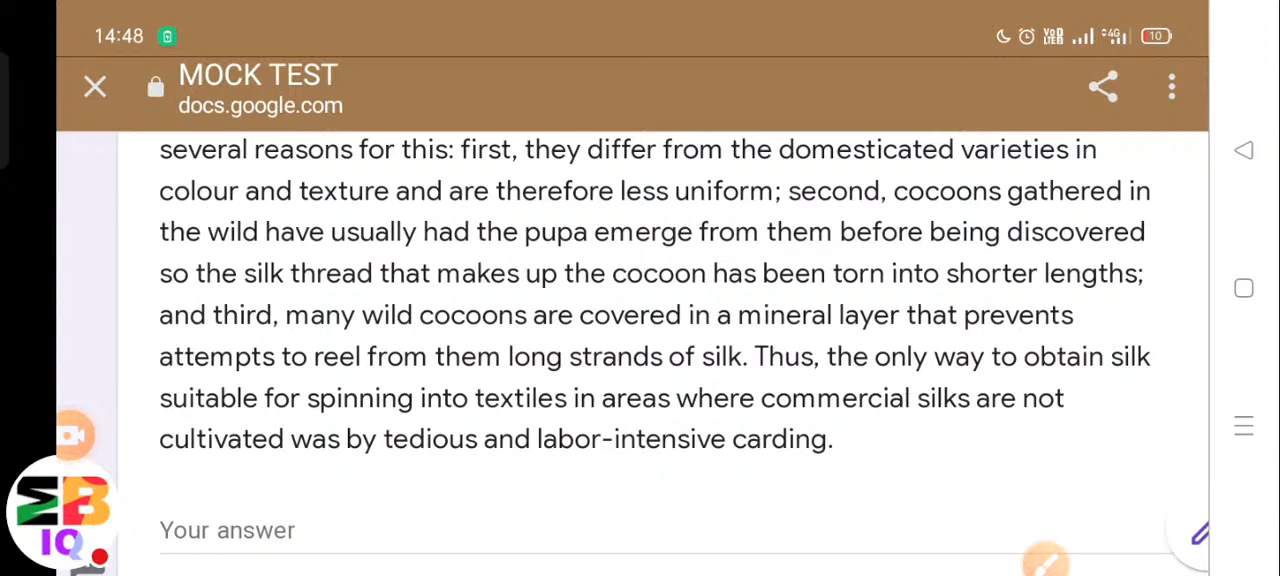 14:48 VoD LTED 4G 10
MOCK TEST
docs.google.com
several reasons for this: first, they differ from the domesticated varieties in
colour and texture and are therefore less uniform; second, cocoons gathered in
the wild have usually had the pupa emerge from them before being discovered
so the silk thread that makes up the cocoon has been torn into shorter lengths;
and third, many wild cocoons are covered in a mineral layer that prevents
attempts to reel from them long strands of silk. Thus, the only way to obtain silk
suitable for spinning into textiles in areas where commercial silks are not
cultivated was by tedious and labor-intensive carding.
Your answer
IQ